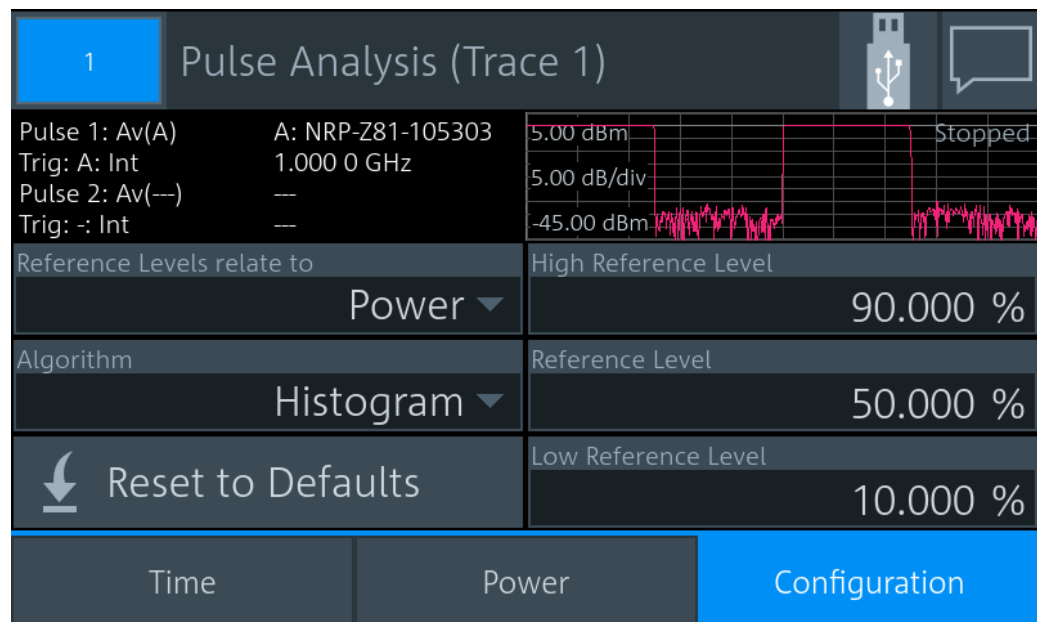 1
Pulse Analysis (Trace 1)
Pulse 1: Av(A)
A: NRP-Z81-105303
Trig: A: Int
1.000 0 GHz
Pulse 2: Av(---)
---
Trig: -: Int
---
5.00 dBm
Stopped
5.00 dB/div
-45.00 dBm
Reference Levels relate to
Power
High Reference Level
90.000 %
Algorithm
Histogram
Reference Level
50.000 %
Reset to Defaults
Low Reference Level
10.000 %
Time
Power
Configuration